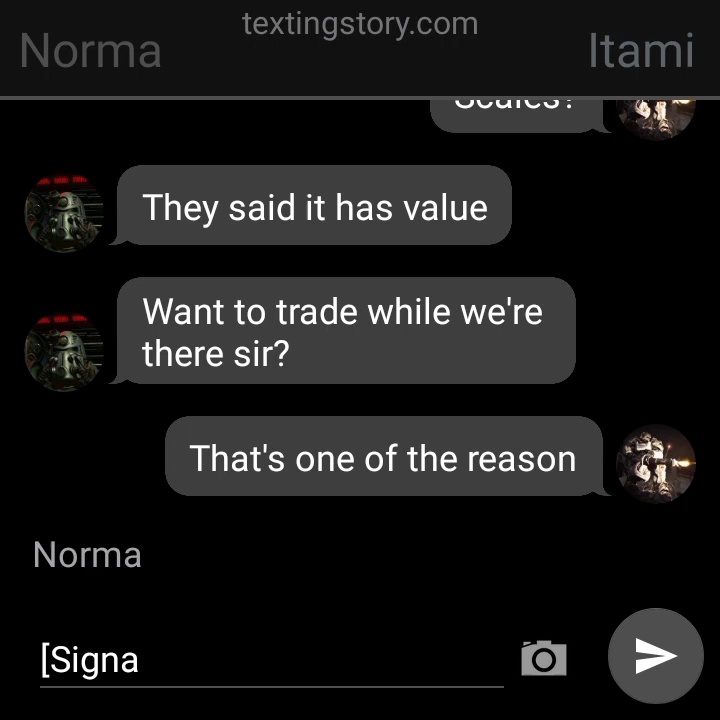 textingstory.com
Norma
Itami
Scales?
They said it has value
Want to trade while we're
there sir?
That's one of the reason
Norma
[Signa